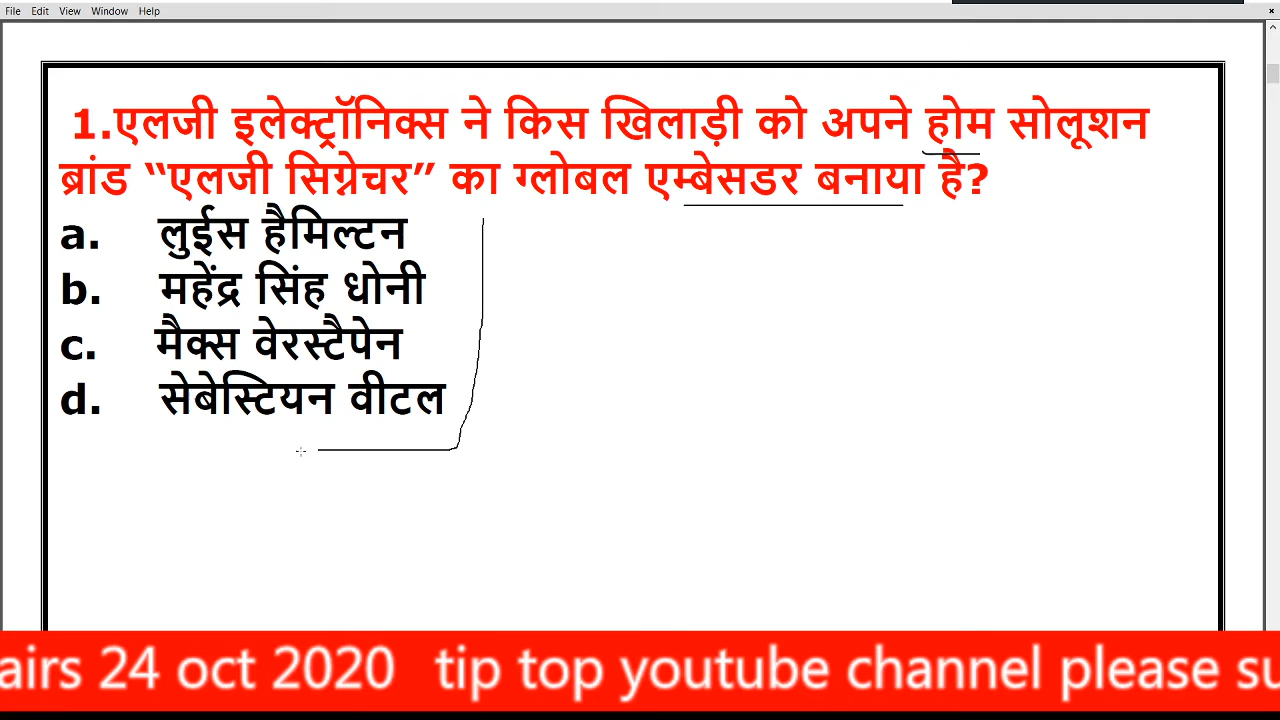 File Edit View Window Help
1.एलजी इलेक्ट्रॉनिक्स ने किस खिलाड़ी को अपने होम सोलूशन
ब्रांड “एलजी सिग्नेचर” का ग्लोबल एम्बेसडर बनाया है?
a. लुईस हैमिल्टन
b. महेंद्र सिंह धोनी
c. मैक्स वेरस्टैपेन
d. सेबेस्टियन वीटल
airs 24 oct 2020 tip top youtube channel please su